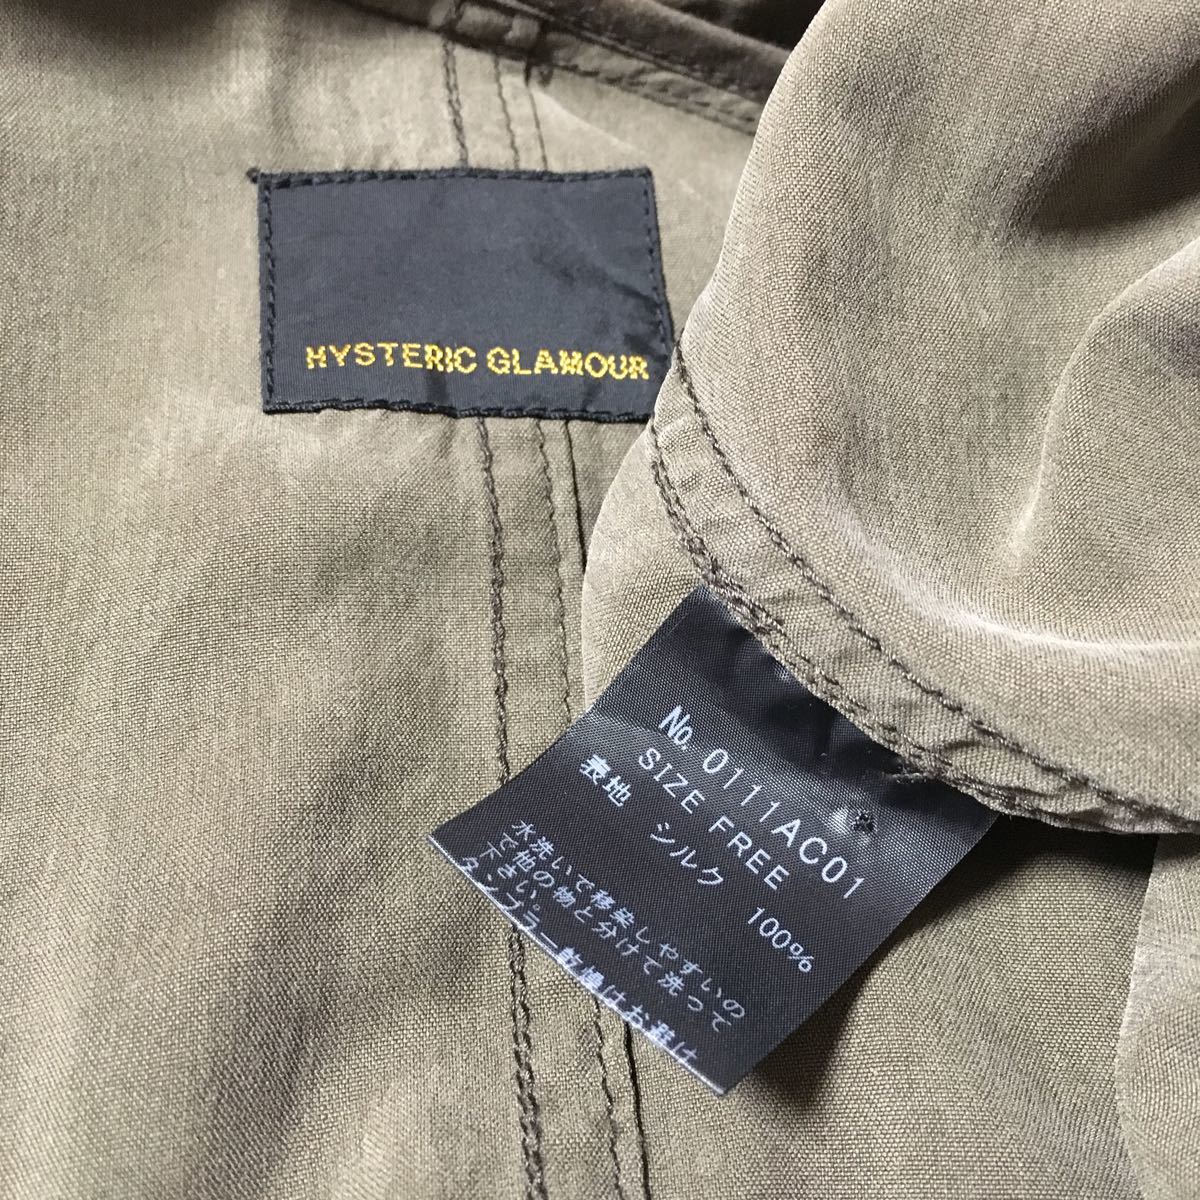 HYSTERIC GLAMOUR
No. 0111AC01
SIZE FREE
表地 シルク 100%
水洗いで移染しやすいの
で他の物と分けて洗って
下さい。
タンブラー乾燥はお避け